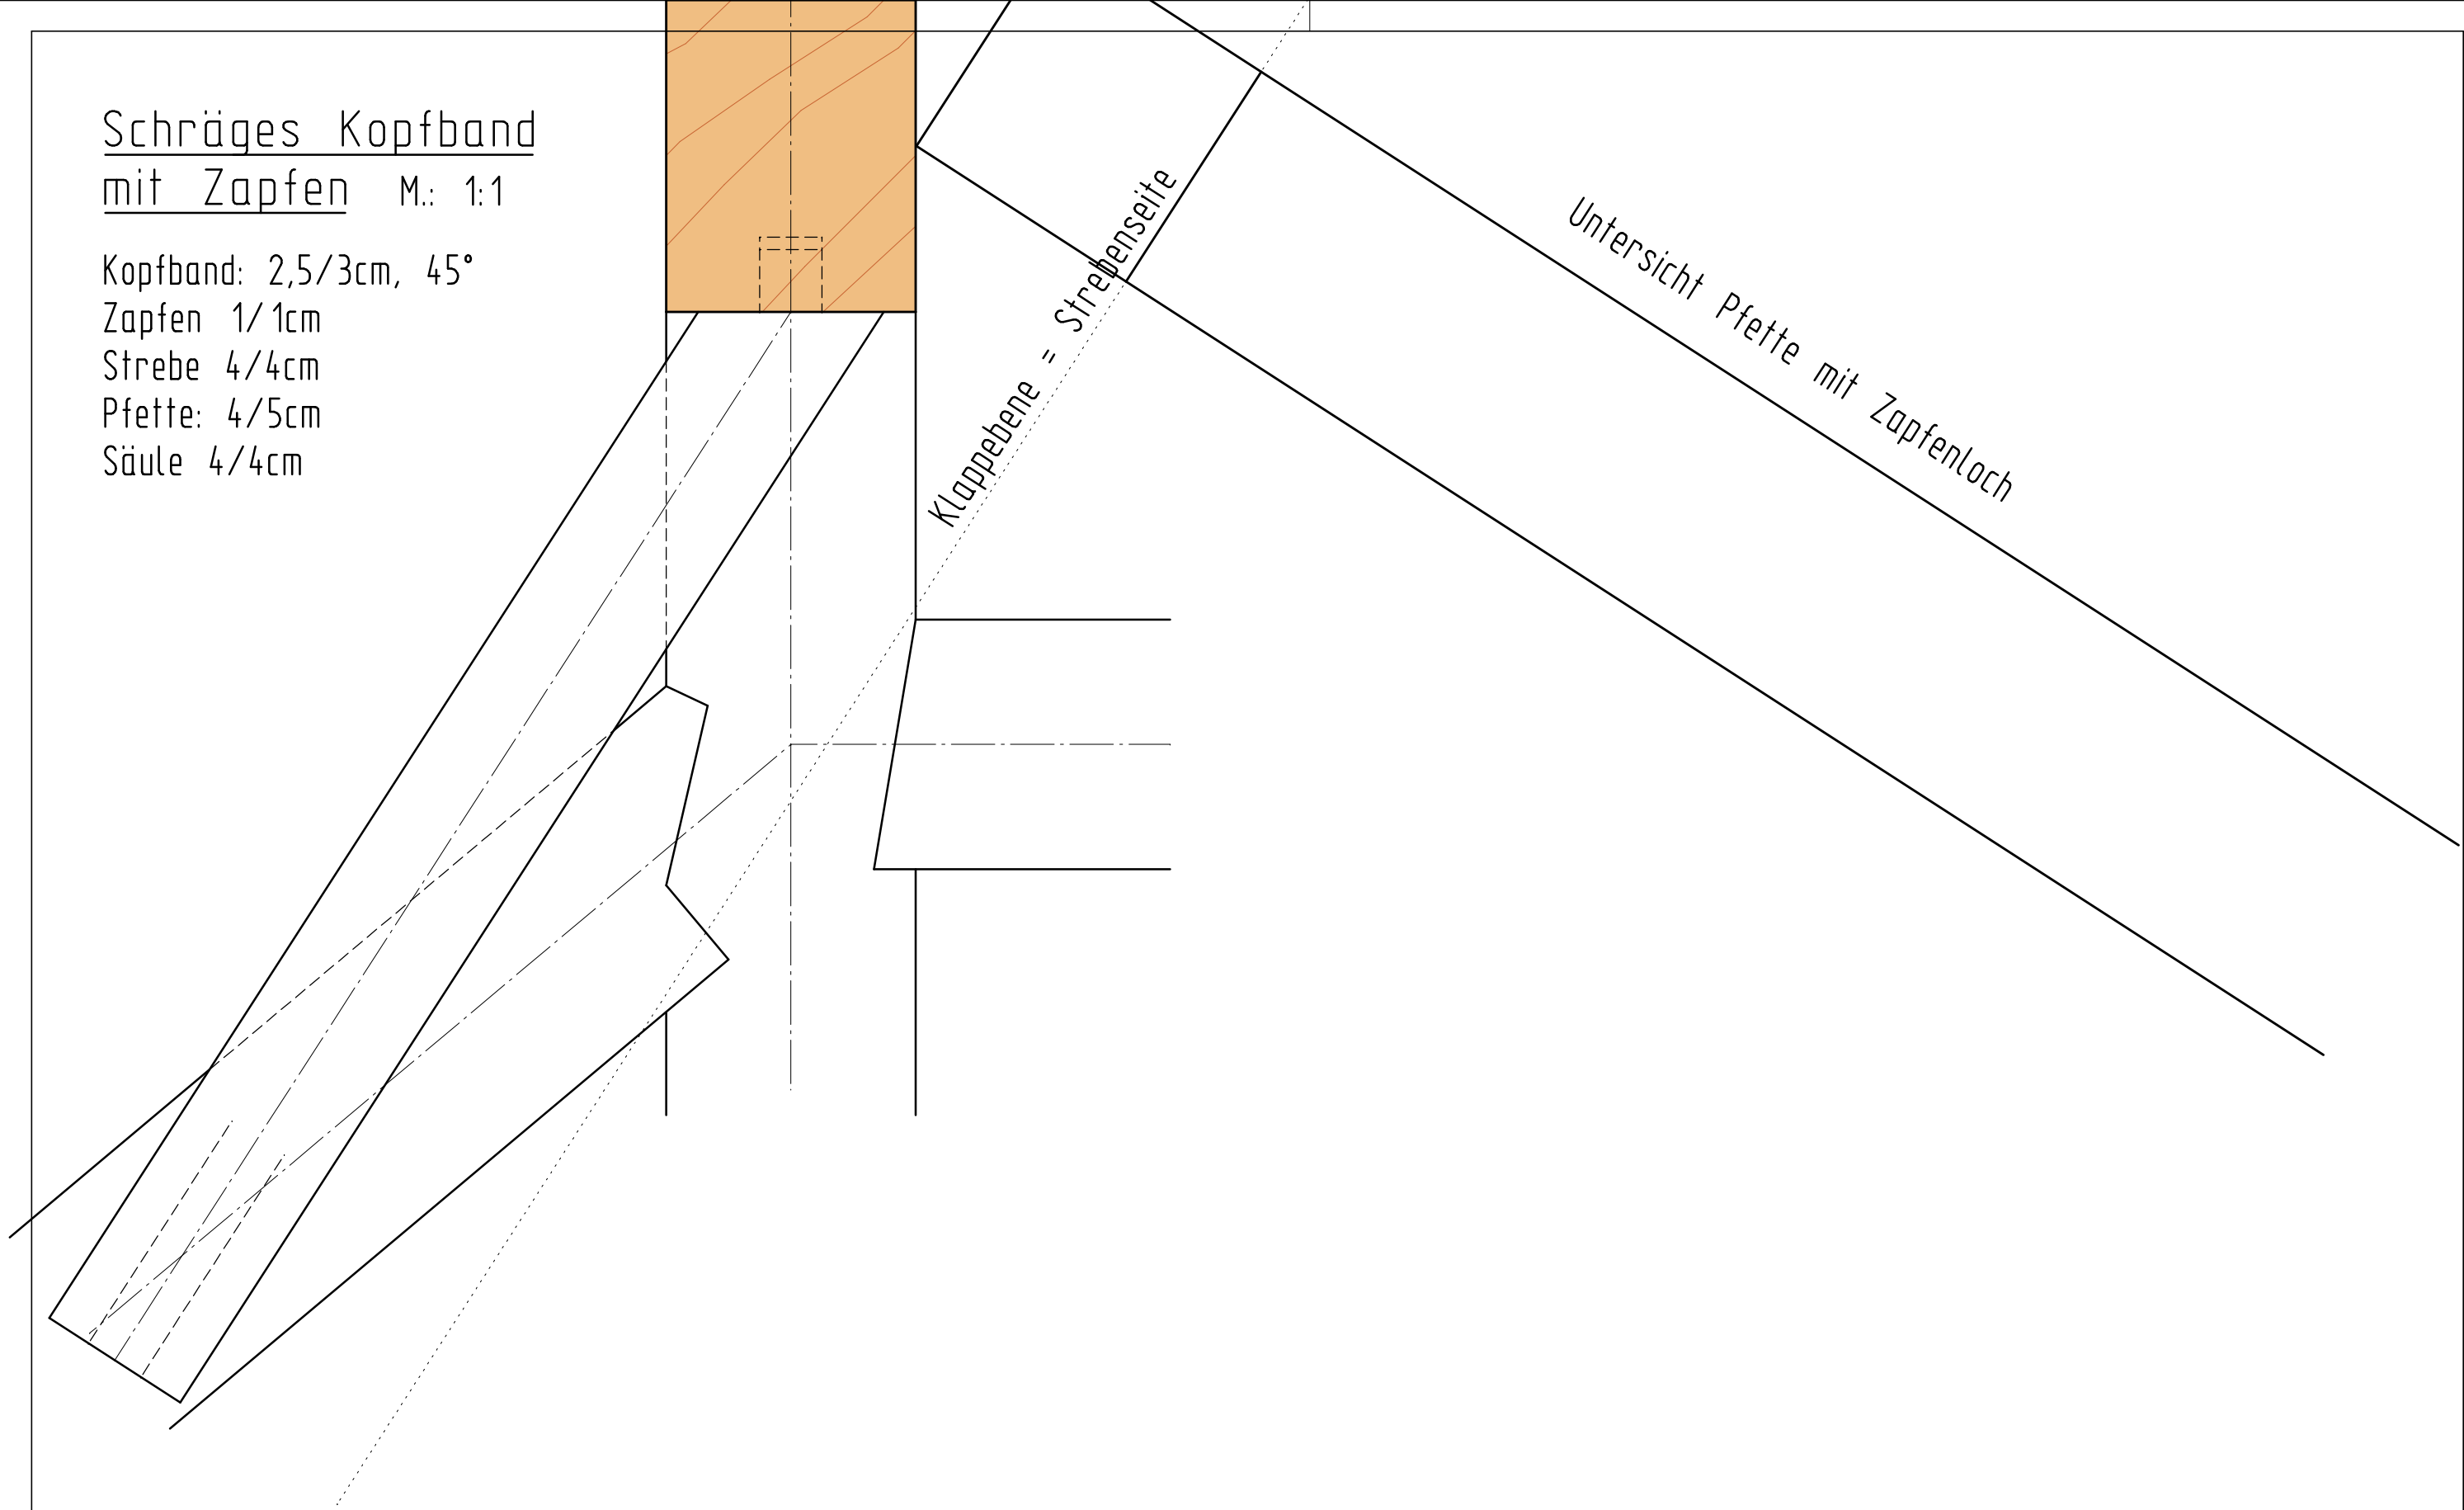 Schräges Kopfband
mit Zapfen M.: 1:1
Kopfband: 2,5/3cm, 45°
Zapfen 1/1cm
Strebe 4/4cm
Pfette: 4/5cm
Säule 4/4cm
Klappebene = Strebenseite
Untersicht Pfette mit Zapfenloch